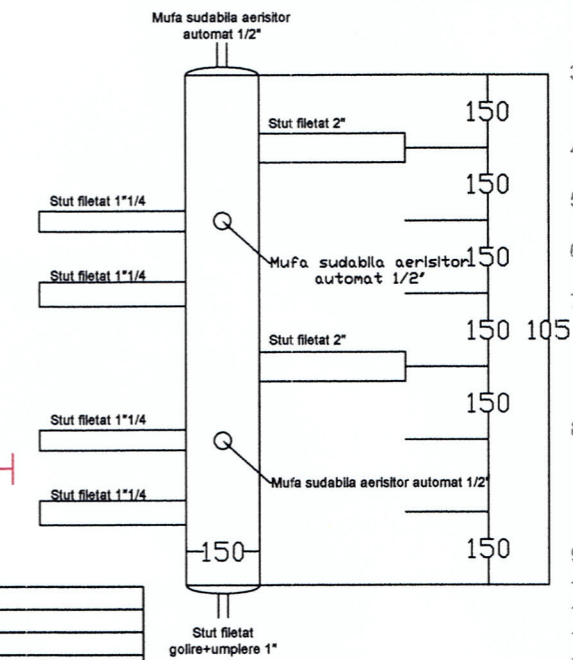 Mufa sudabila aerisitor
automat 1/2"
150
Stut filetat 2"
150
Stut filetat 1"1/4
Mufa sudabila aerisitor
150
automat 1/2"
Stut filetat 1"1/4
150
105
Stut filetat 2"
150
Stut filetat 1"1/4
Mufa sudabila aerisitor automat 1/2"
Stut filetat 1"1/4
150
150
Stut filetat
golire+umplere 1"